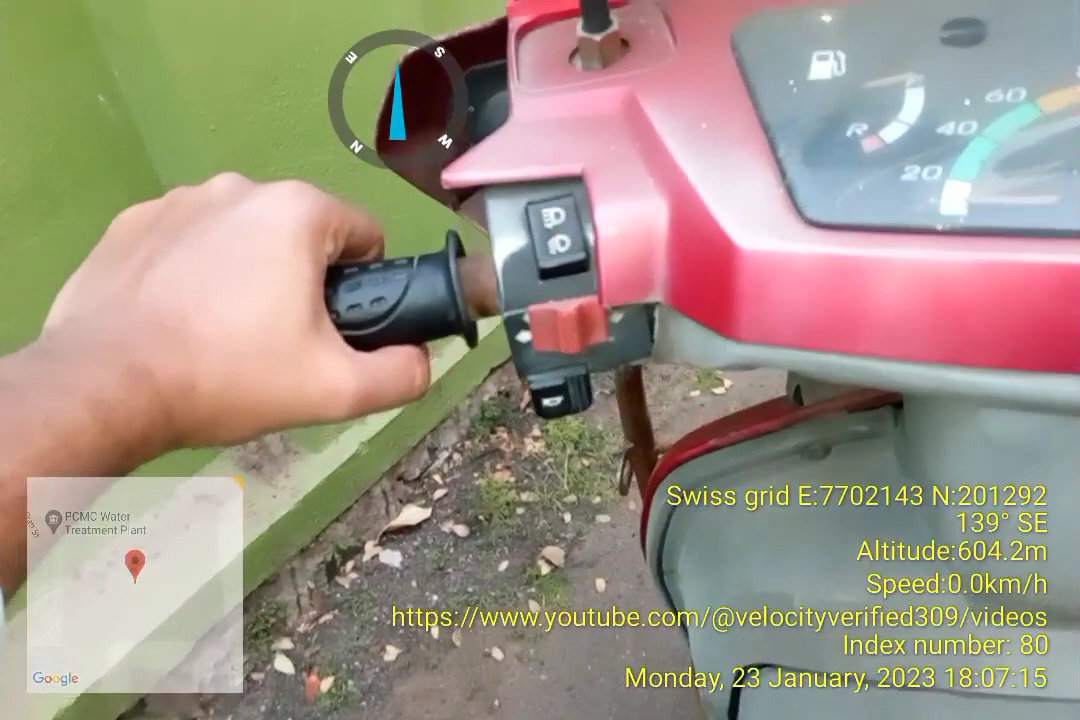 E
S
N
W
R
20
40
60
PCMC Water
Treatment Plant
Google
Swiss grid E:7702143 N:201292
139° SE
Altitude:604.2m
Speed:0.0km/h
https://www.youtube.com/@velocityverified309/videos
Index number: 80
Monday, 23 January, 2023 18:07:15